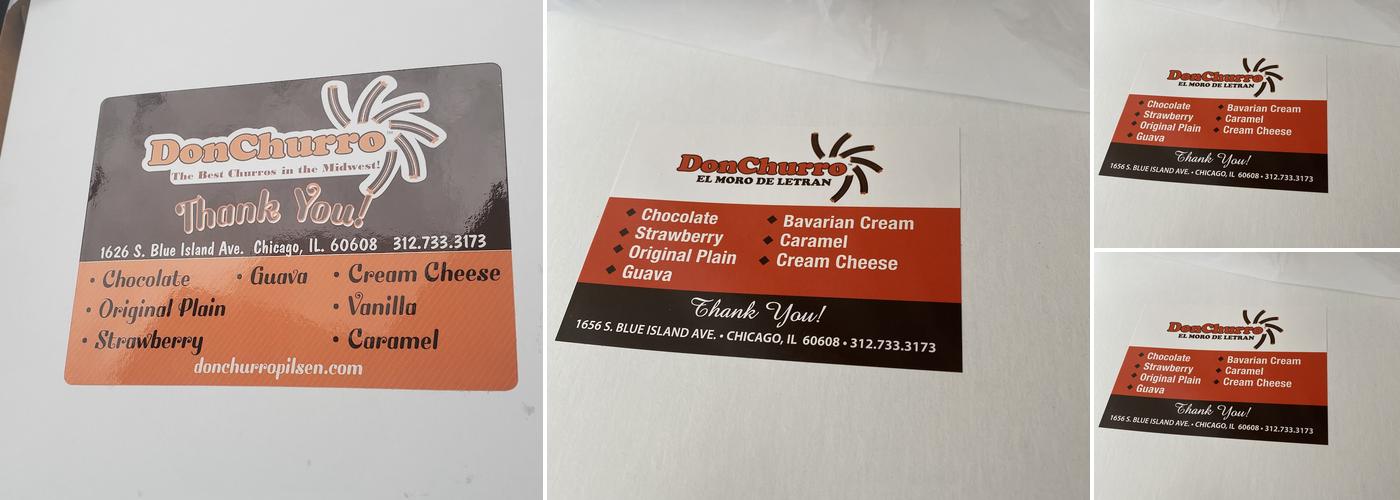 DonChurro
The Best Churros in the Midwest!
Thank You!
1626 S. Blue Island Ave. Chicago, IL. 60608 312.733.3173
• Chocolate • Guava • Cream Cheese
• Original Plain • Vanilla
• Strawberry • Caramel
donchurropilsen.com
DonChurro
EL MORO DE LETRAN
◆ Chocolate ◆ Bavarian Cream
◆ Strawberry ◆ Caramel
◆ Original Plain ◆ Cream Cheese
◆ Guava
Thank You!
1656 S. BLUE ISLAND AVE. • CHICAGO, IL 60608 • 312.733.3173
DonChurro
EL MORO DE LETRAN
◆ Chocolate ◆ Bavarian Cream
◆ Strawberry ◆ Caramel
◆ Original Plain ◆ Cream Cheese
◆ Guava
Thank You!
1656 S. BLUE ISLAND AVE. • CHICAGO, IL 60608 • 312.733.3173
DonChurro
EL MORO DE LETRAN
◆ Chocolate ◆ Bavarian Cream
◆ Strawberry ◆ Caramel
◆ Original Plain ◆ Cream Cheese
◆ Guava
Thank You!
1656 S. BLUE ISLAND AVE. • CHICAGO, IL 60608 • 312.733.3173